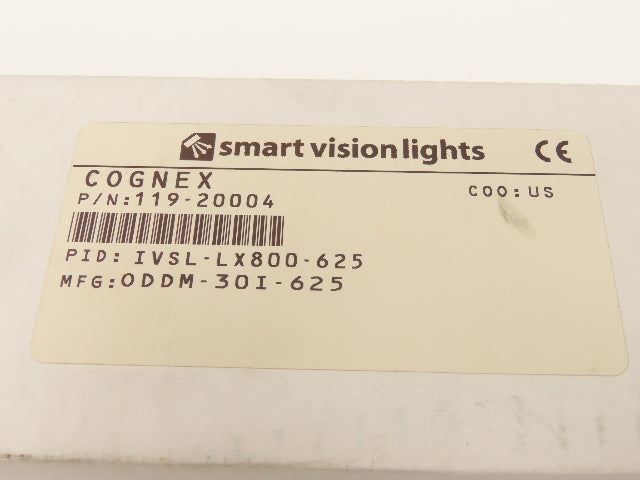 smart vision lights CE
COGNEX
COO: US
P/N:119-20004
PID: IVSL-LX800-625
MFG:ODDM-30I-625